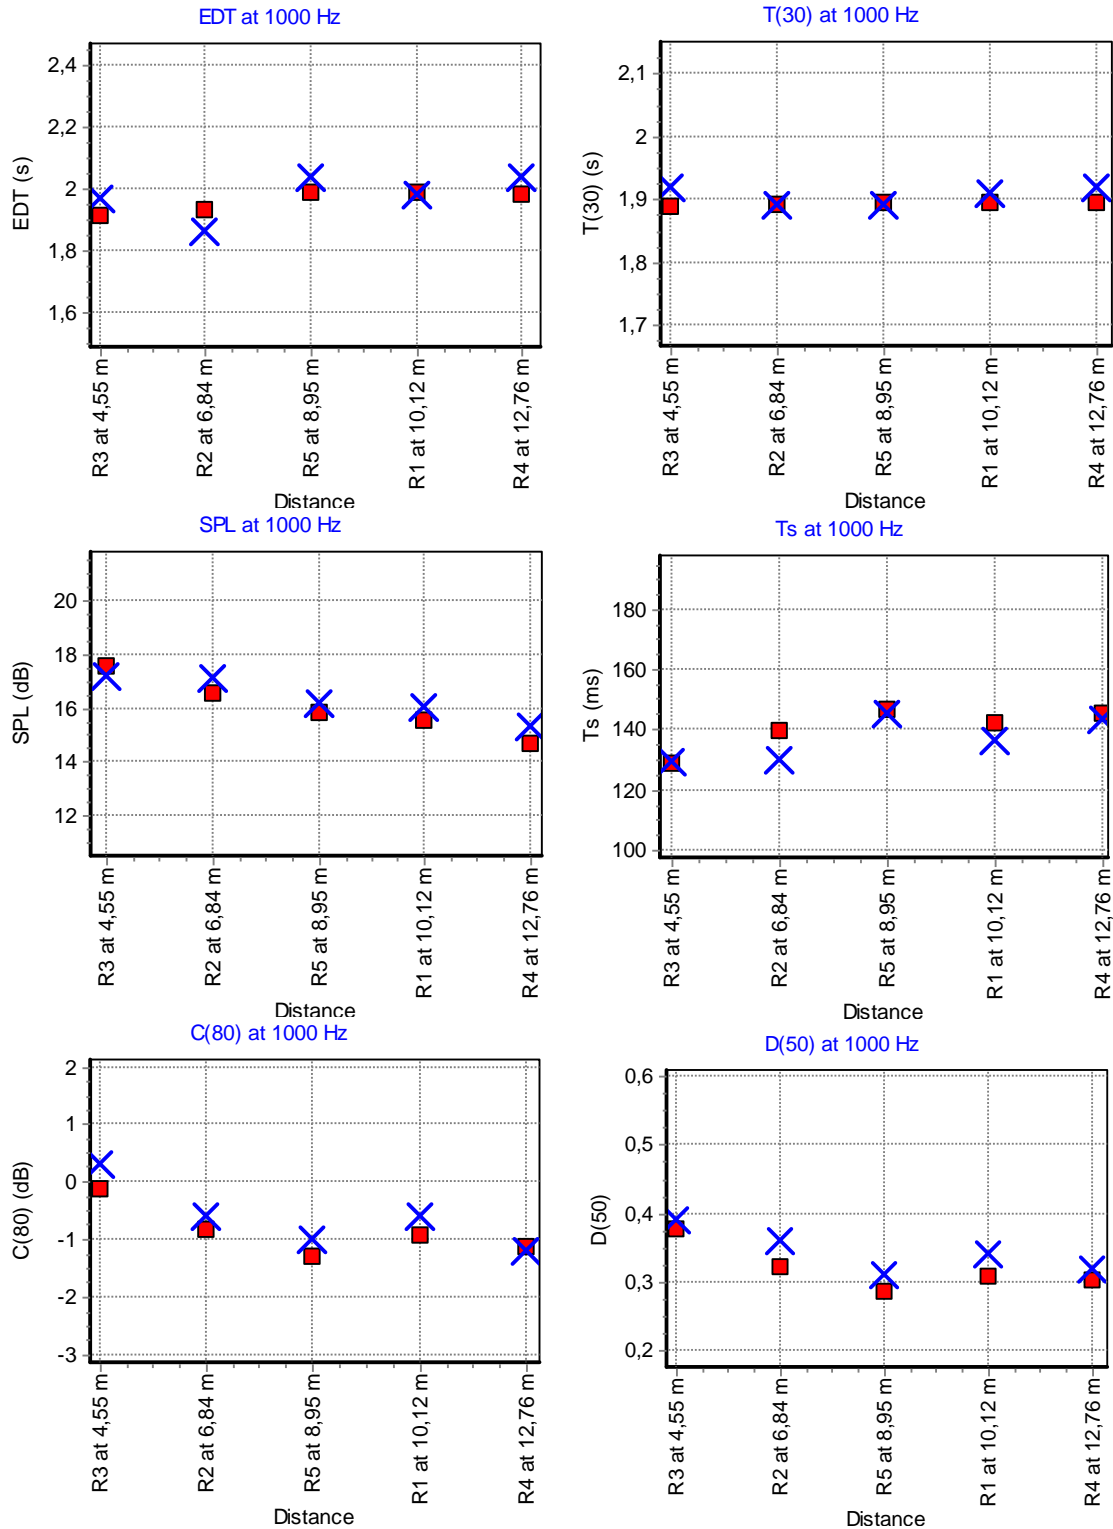 EDT at 1000 Hz
2,4
2,2
2
1,8
1,6
EDT (s)
R3 at 4,55 m
R2 at 6,84 m
R5 at 8,95 m
R1 at 10,12 m
R4 at 12,76 m
Distance
T(30) at 1000 Hz
2,1
2
1,9
1,8
1,7
T(30) (s)
R3 at 4,55 m
R2 at 6,84 m
R5 at 8,95 m
R1 at 10,12 m
R4 at 12,76 m
Distance
SPL at 1000 Hz
20
18
16
14
12
SPL (dB)
R3 at 4,55 m
R2 at 6,84 m
R5 at 8,95 m
R1 at 10,12 m
R4 at 12,76 m
Distance
Ts at 1000 Hz
180
160
140
120
100
Ts (ms)
R3 at 4,55 m
R2 at 6,84 m
R5 at 8,95 m
R1 at 10,12 m
R4 at 12,76 m
Distance
C(80) at 1000 Hz
2
1
0
-1
-2
-3
C(80) (dB)
R3 at 4,55 m
R2 at 6,84 m
R5 at 8,95 m
R1 at 10,12 m
R4 at 12,76 m
Distance
D(50) at 1000 Hz
0,6
0,5
0,4
0,3
0,2
D(50)
R3 at 4,55 m
R2 at 6,84 m
R5 at 8,95 m
R1 at 10,12 m
R4 at 12,76 m
Distance